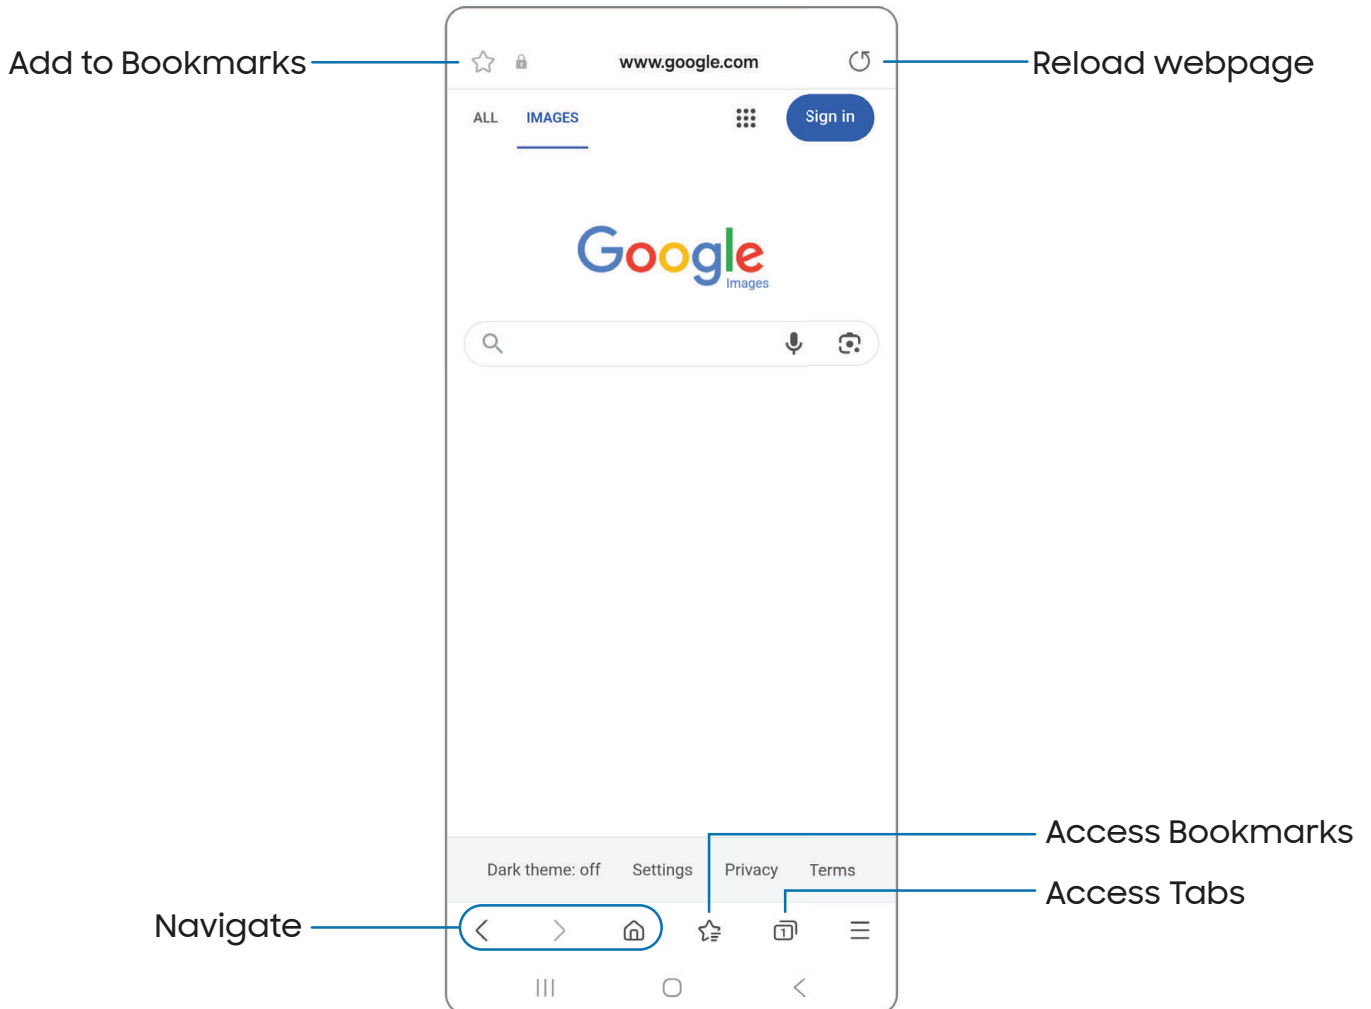 Add to Bookmarks
www.google.com
Reload webpage
ALL IMAGES
Sign in
Google
Images
Access Bookmarks
Dark theme: off Settings Privacy Terms
Access Tabs
Navigate
1